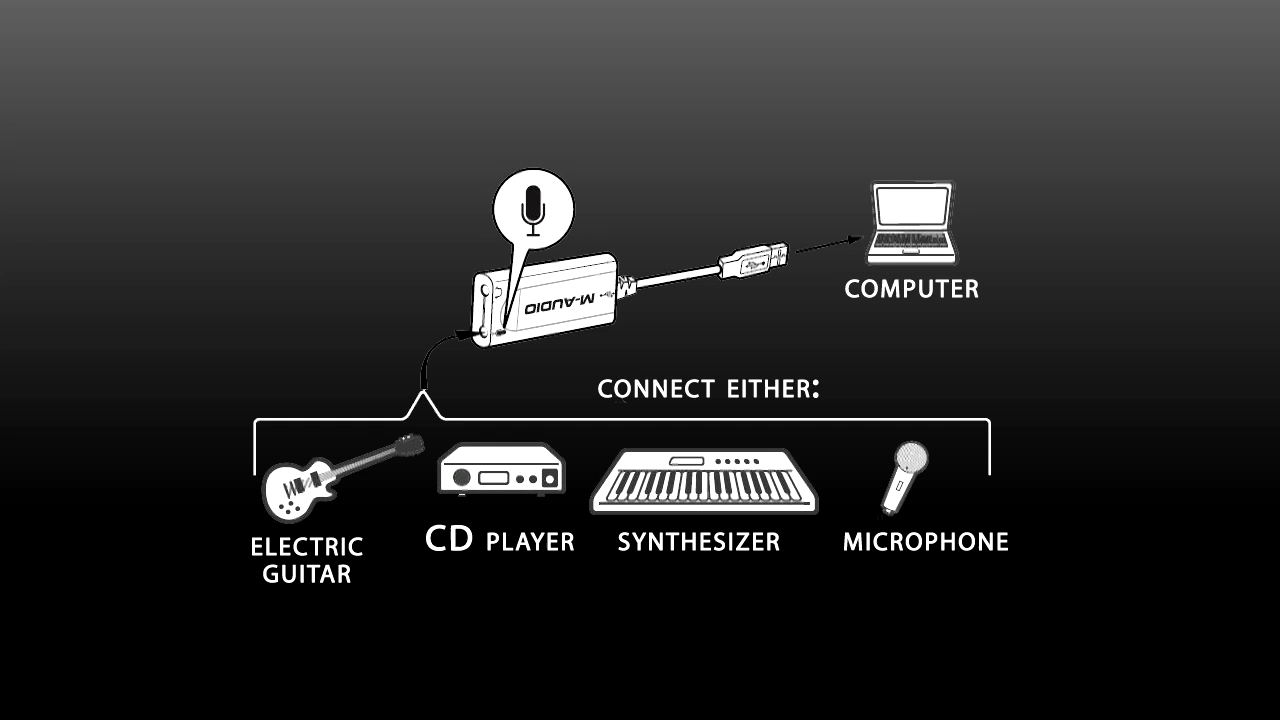 M-AUDIO
COMPUTER
CONNECT EITHER:
ELECTRIC
GUITAR
CD PLAYER
SYNTHESIZER
MICROPHONE